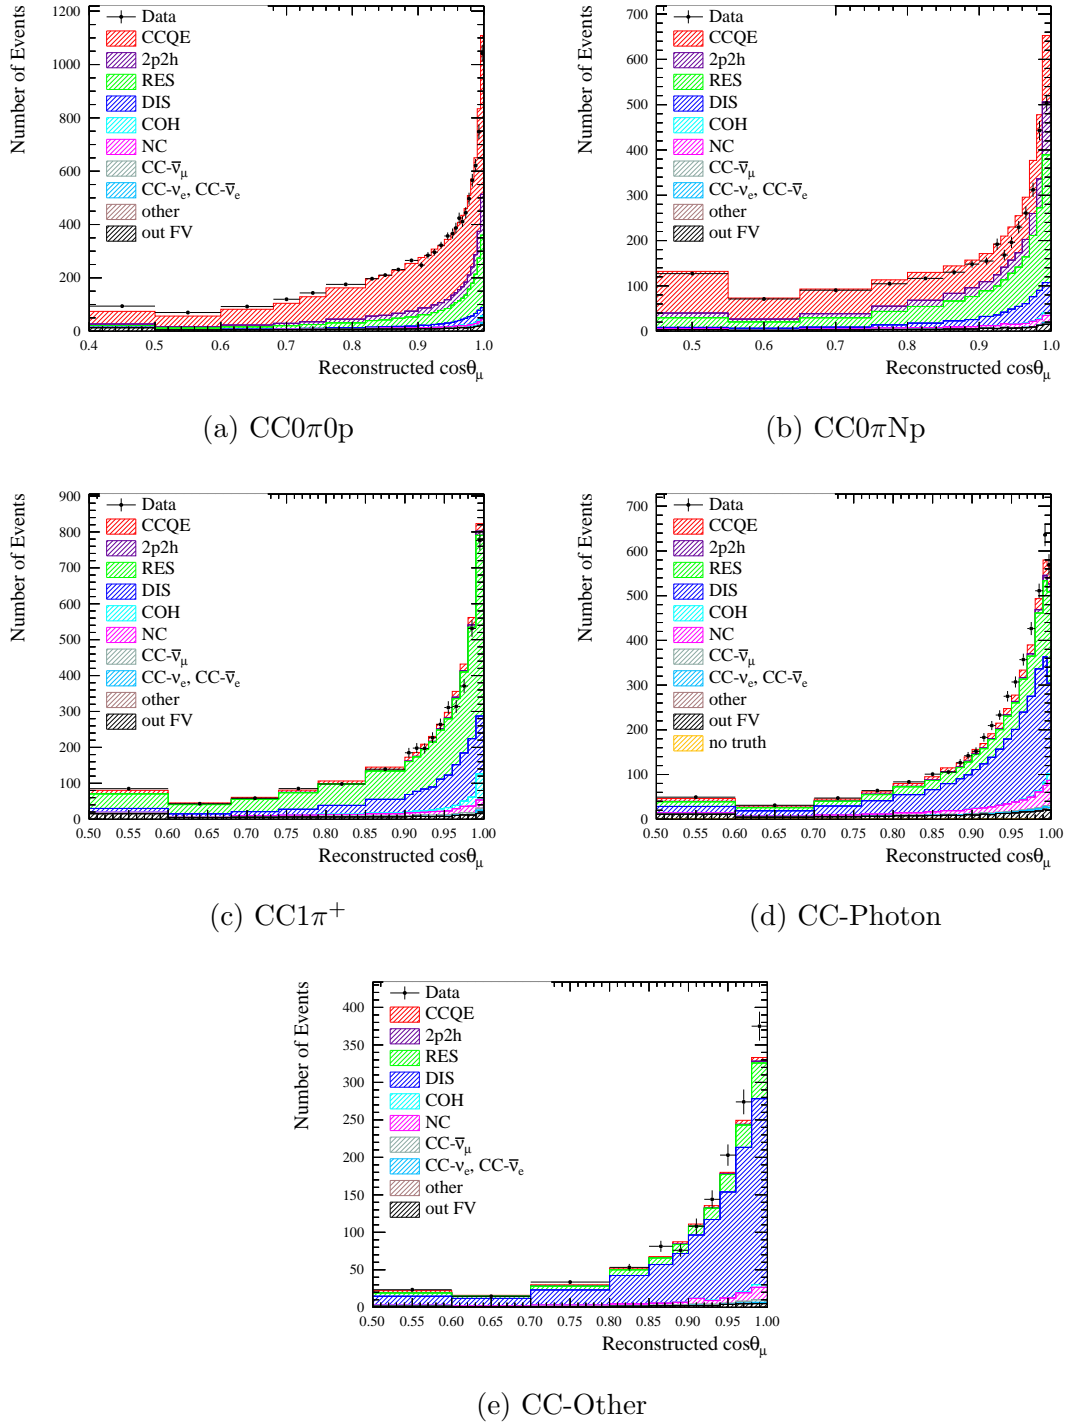 Number of Events
1200
1000
800
600
400
200
0
Data
CCQE
2p2h
RES
DIS
COH
NC
CC-ν̅μ
CC-νe, CC-ν̅e
other
out FV
0.4 0.5 0.6 0.7 0.8 0.9 1.0
Reconstructed cosθμ
(a) CC0π0p
Number of Events
700
600
500
400
300
200
100
0
Data
CCQE
2p2h
RES
DIS
COH
NC
CC-ν̅μ
CC-νe, CC-ν̅e
other
out FV
0.5 0.6 0.7 0.8 0.9 1.0
Reconstructed cosθμ
(b) CC0πNp
Number of Events
900
800
700
600
500
400
300
200
100
0
Data
CCQE
2p2h
RES
DIS
COH
NC
CC-ν̅μ
CC-νe, CC-ν̅e
other
out FV
0.50 0.55 0.60 0.65 0.70 0.75 0.80 0.85 0.90 0.95 1.00
Reconstructed cosθμ
(c) CC1π+
Number of Events
700
600
500
400
300
200
100
0
Data
CCQE
2p2h
RES
DIS
COH
NC
CC-ν̅μ
CC-νe, CC-ν̅e
other
out FV
no truth
0.50 0.55 0.60 0.65 0.70 0.75 0.80 0.85 0.90 0.95 1.00
Reconstructed cosθμ
(d) CC-Photon
Number of Events
400
350
300
250
200
150
100
50
0
Data
CCQE
2p2h
RES
DIS
COH
NC
CC-ν̅μ
CC-νe, CC-ν̅e
other
out FV
0.50 0.55 0.60 0.65 0.70 0.75 0.80 0.85 0.90 0.95 1.00
Reconstructed cosθμ
(e) CC-Other